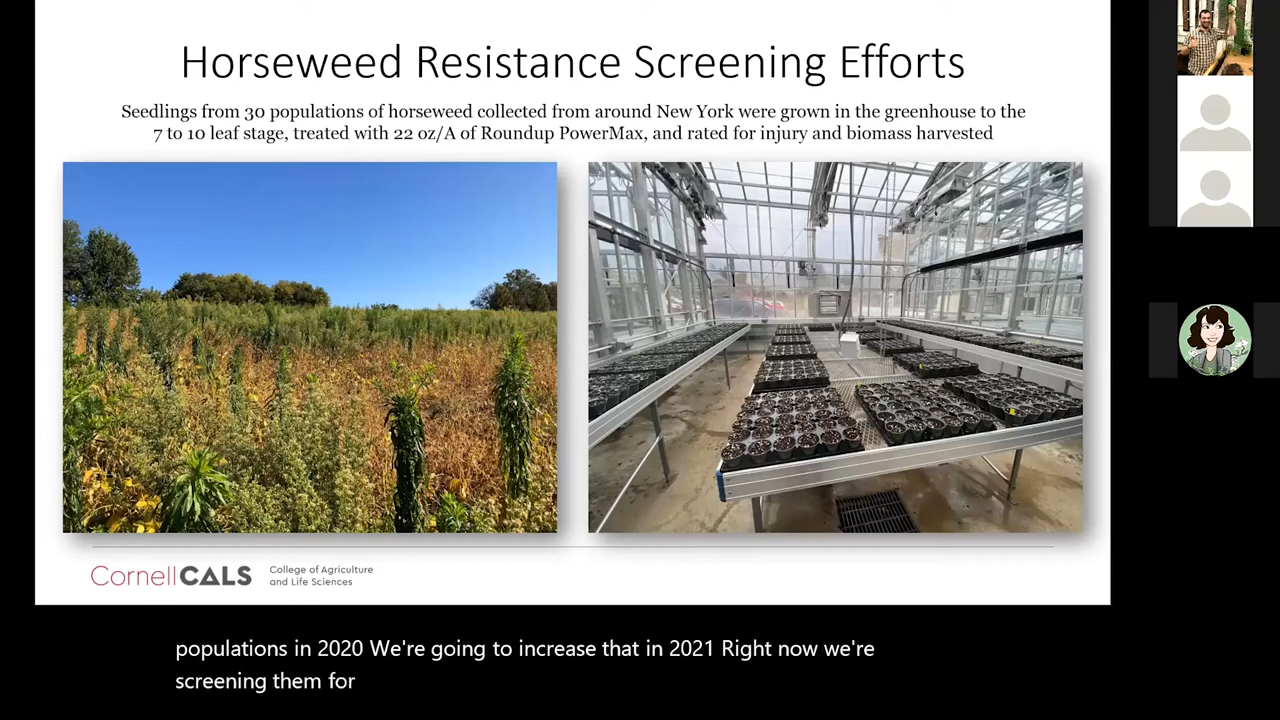 Horseweed Resistance Screening Efforts
Seedlings from 30 populations of horseweed collected from around New York were grown in the greenhouse to the
7 to 10 leaf stage, treated with 22 oz/A of Roundup PowerMax, and rated for injury and biomass harvested
CornellCALS
College of Agriculture
and Life Sciences
populations in 2020 We're going to increase that in 2021 Right now we're
screening them for